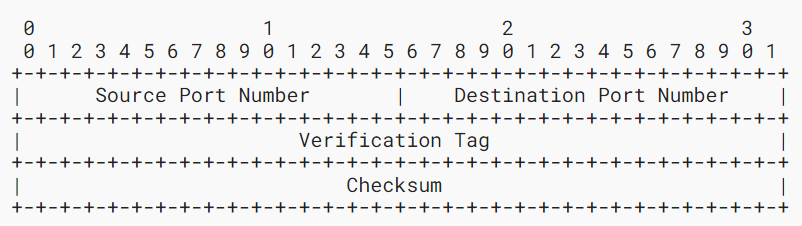 0                   1                   2                   3
 0 1 2 3 4 5 6 7 8 9 0 1 2 3 4 5 6 7 8 9 0 1 2 3 4 5 6 7 8 9 0 1
+-+-+-+-+-+-+-+-+-+-+-+-+-+-+-+-+-+-+-+-+-+-+-+-+-+-+-+-+-+-+-+-+
|      Source Port Number       |    Destination Port Number    |
+-+-+-+-+-+-+-+-+-+-+-+-+-+-+-+-+-+-+-+-+-+-+-+-+-+-+-+-+-+-+-+-+
|                       Verification Tag                        |
+-+-+-+-+-+-+-+-+-+-+-+-+-+-+-+-+-+-+-+-+-+-+-+-+-+-+-+-+-+-+-+-+
|                           Checksum                            |
+-+-+-+-+-+-+-+-+-+-+-+-+-+-+-+-+-+-+-+-+-+-+-+-+-+-+-+-+-+-+-+-+